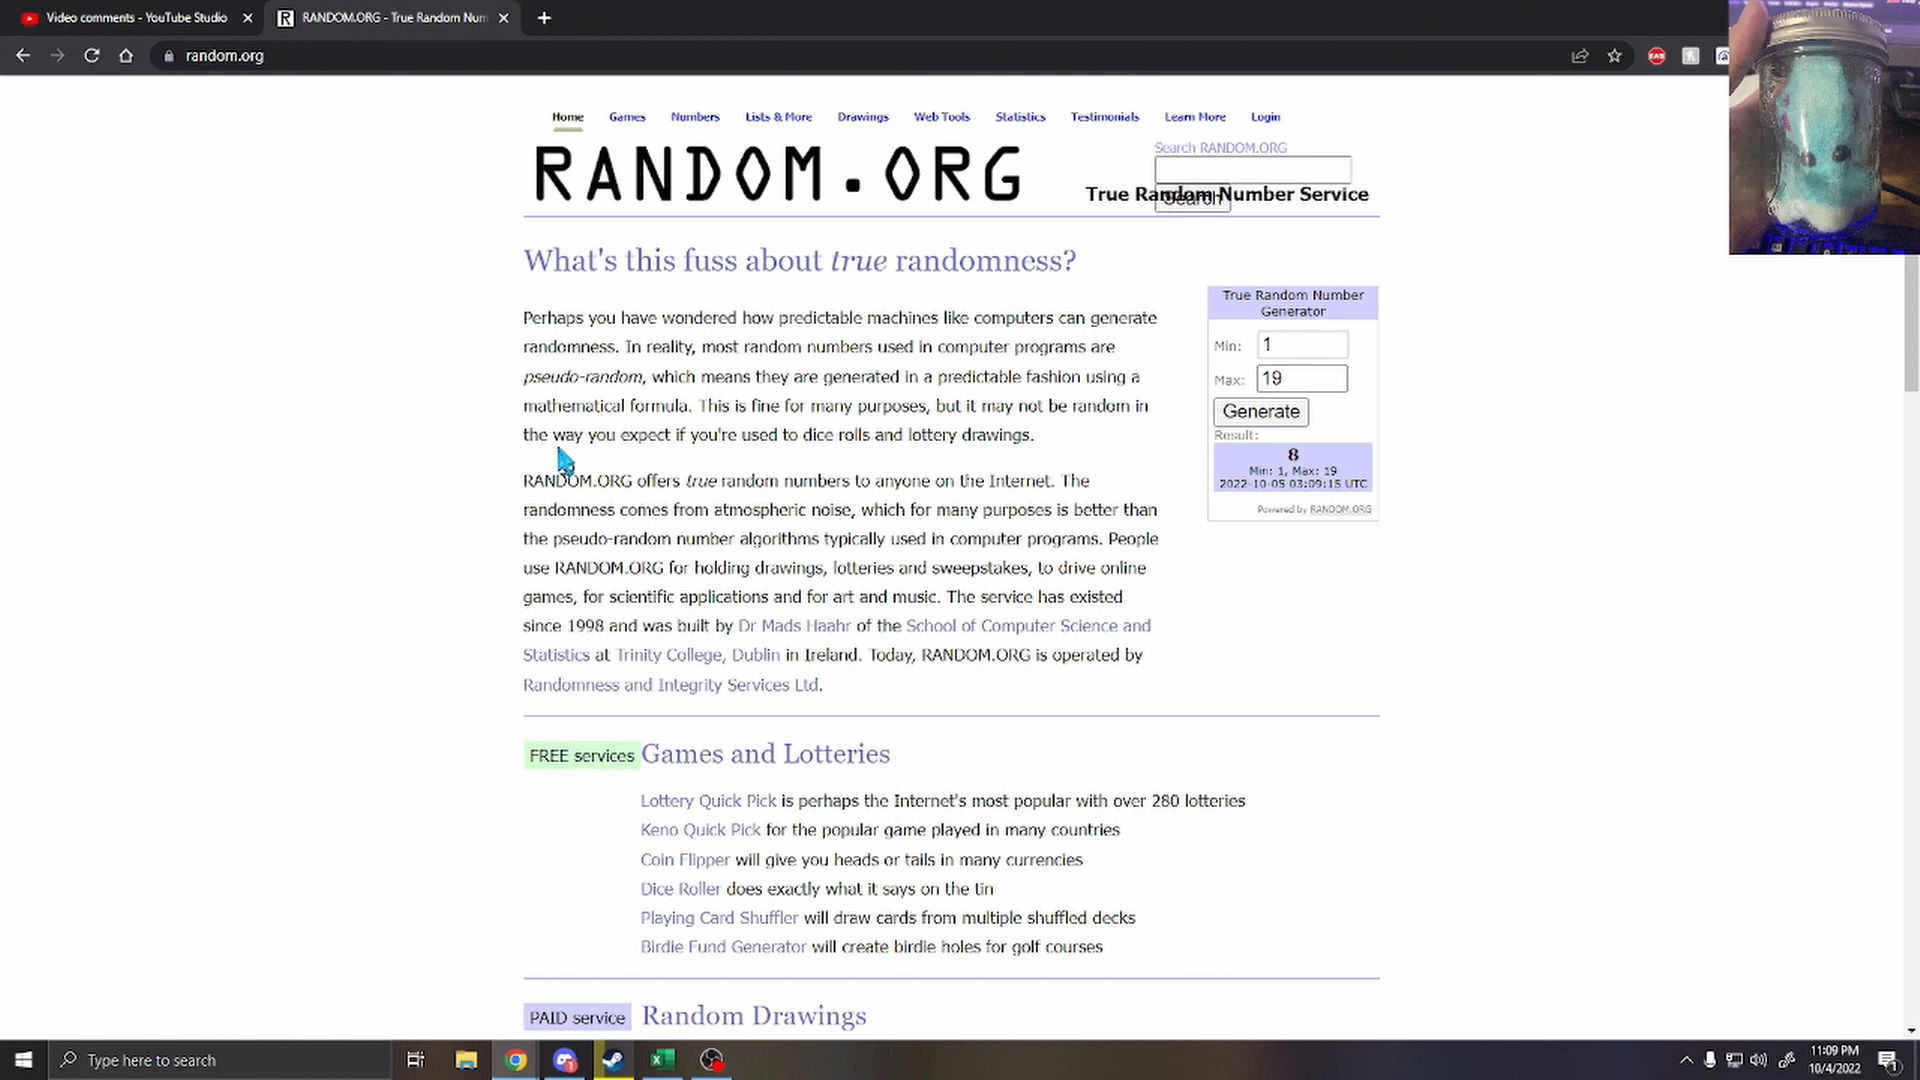 Video comments - YouTube Studio
RANDOM.ORG - True Random Num
random.org
Home Games Numbers Lists & More Drawings Web Tools Statistics Testimonials Learn More Login
Search RANDOM.ORG
RANDOM.ORG
True Random Number Service
Search
What's this fuss about true randomness?
Perhaps you have wondered how predictable machines like computers can generate
randomness. In reality, most random numbers used in computer programs are
pseudo-random, which means they are generated in a predictable fashion using a
mathematical formula. This is fine for many purposes, but it may not be random in
the way you expect if you're used to dice rolls and lottery drawings.
RANDOM.ORG offers true random numbers to anyone on the Internet. The
randomness comes from atmospheric noise, which for many purposes is better than
the pseudo-random number algorithms typically used in computer programs. People
use RANDOM.ORG for holding drawings, lotteries and sweepstakes, to drive online
games, for scientific applications and for art and music. The service has existed
since 1998 and was built by Dr Mads Haahr of the School of Computer Science and
Statistics at Trinity College, Dublin in Ireland. Today, RANDOM.ORG is operated by
Randomness and Integrity Services Ltd.
True Random Number
Generator
Min: 1
Max: 19
Generate
Result:
8
Min: 1, Max: 19
2022-10-05 03:09:15 UTC
Powered by RANDOM.ORG
FREE services Games and Lotteries
Lottery Quick Pick is perhaps the Internet's most popular with over 280 lotteries
Keno Quick Pick for the popular game played in many countries
Coin Flipper will give you heads or tails in many currencies
Dice Roller does exactly what it says on the tin
Playing Card Shuffler will draw cards from multiple shuffled decks
Birdie Fund Generator will create birdie holes for golf courses
PAID service Random Drawings
Type here to search
11:09 PM
10/4/2022